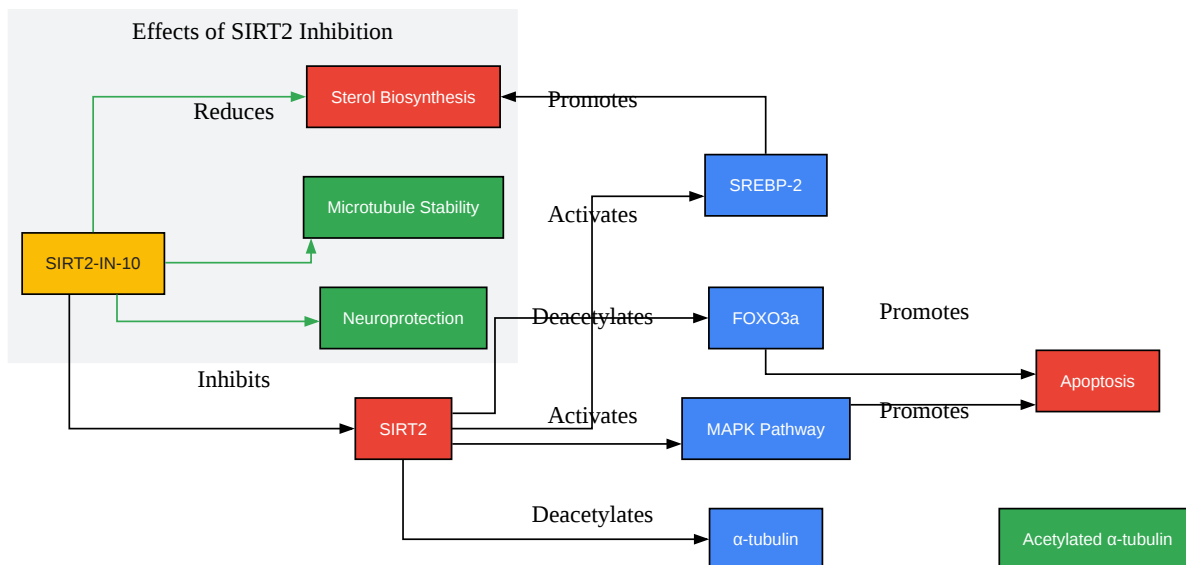 Effects of SIRT2 Inhibition
Sterol Biosynthesis
Reduces
Promotes
SREBP-2
Microtubule Stability
Activates
SIRT2-IN-10
Neuroprotection
Deacetylates
FOXO3a
Promotes
Inhibits
Apoptosis
SIRT2
Activates
MAPK Pathway
Promotes
Deacetylates
α-tubulin
Acetylated α-tubulin